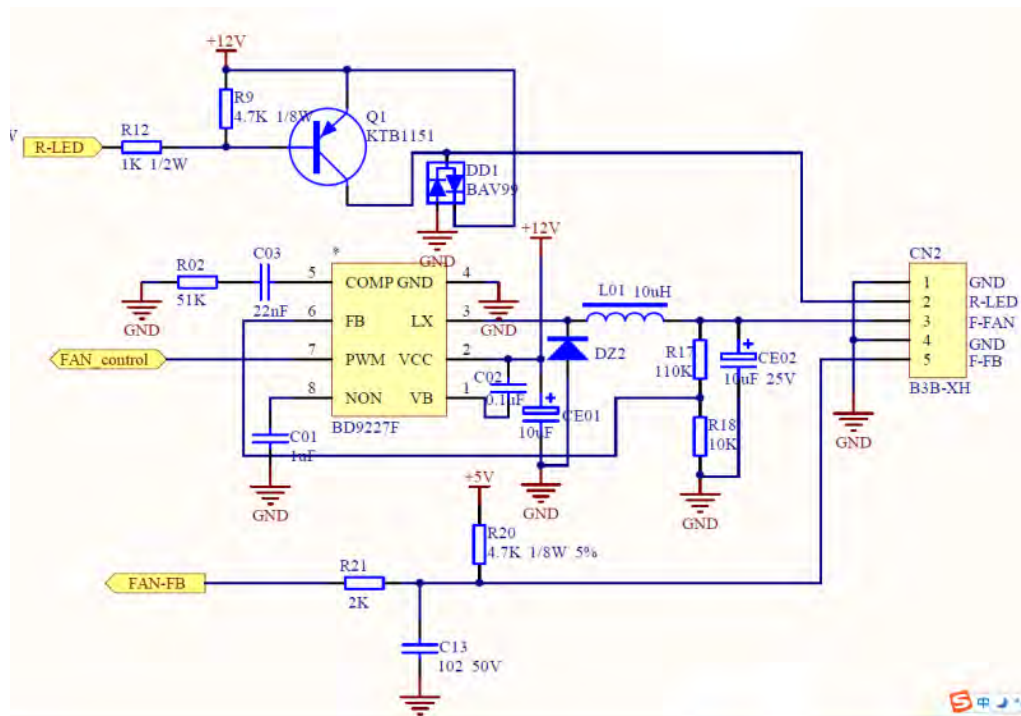 +12V
R9
4.7K 1/8W
Q1
KTB1151
R12
R-LED
1K 1/2W
DD1
BAV99
GND
+12V
*
C03
R02
51K
22nF
GND
5 COMP GND 4
6 FB LX 3
7 PWM VCC 2
8 NON VB 1
BD9227F
GND
FAN_control
C01
1uF
GND
C02
0.1uF
CE01
10uF
GND
L01 10uH
DZ2
R17
110K
CE02
10uF 25V
R18
10K
GND
CN2
1 GND
2 R-LED
3 F-FAN
4 GND
5 F-FB
B3B-XH
GND
+5V
R20
4.7K 1/8W 5%
R21
FAN-FB
2K
C13
102 50V
中